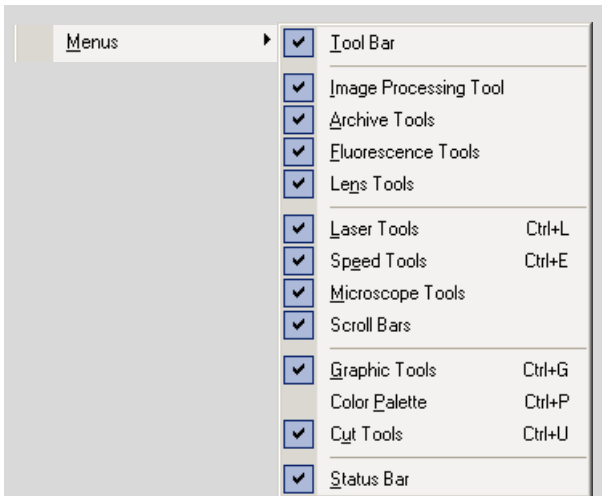 Menus
Tool Bar
Image Processing Tool
Archive Tools
Fluorescence Tools
Lens Tools
Laser Tools Ctrl+L
Speed Tools Ctrl+E
Microscope Tools
Scroll Bars
Graphic Tools Ctrl+G
Color Palette Ctrl+P
Cut Tools Ctrl+U
Status Bar